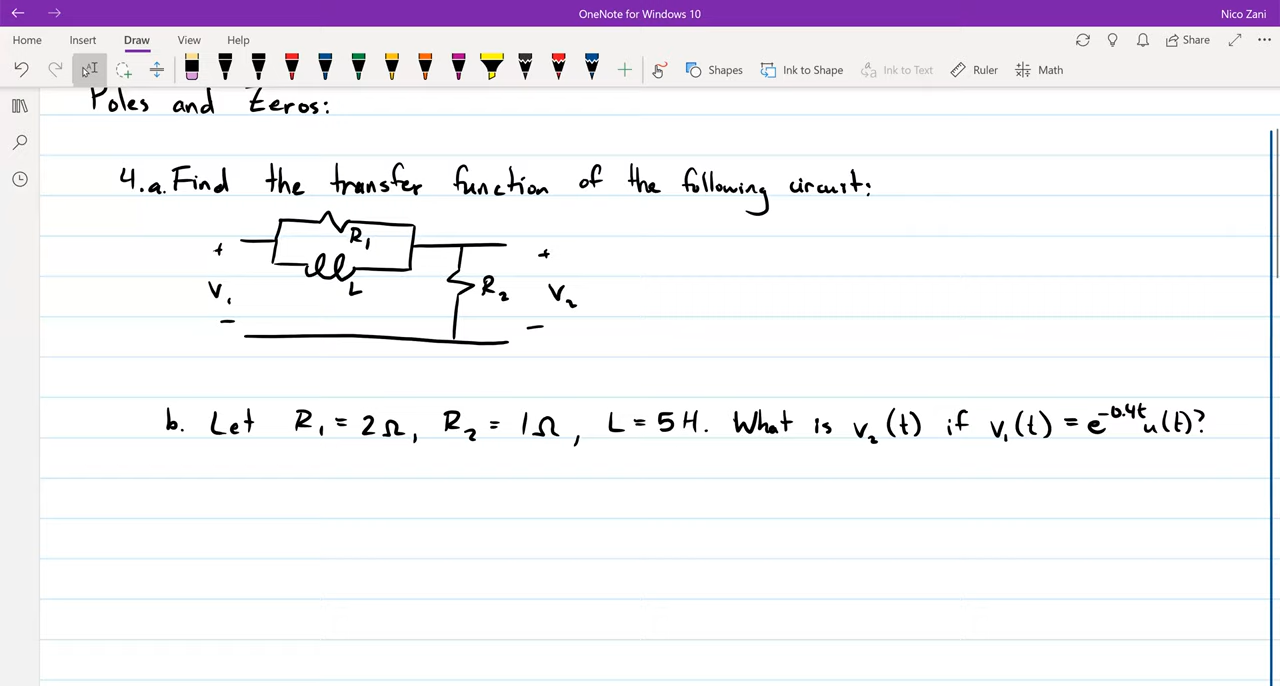 OneNote for Windows 10
Nico Zani
Home Insert Draw View Help
Share
Shapes Ink to Shape Ink to Text Ruler Math
Poles and Zeros:
4.a. Find the transfer function of the following circuit:
+ R₁ +
V₁ L R₂ V₂
- -
b. Let R₁ = 2Ω, R₂ = 1Ω, L = 5H. What is v₂(t) if v₁(t) = e^-0.4t u(t)?